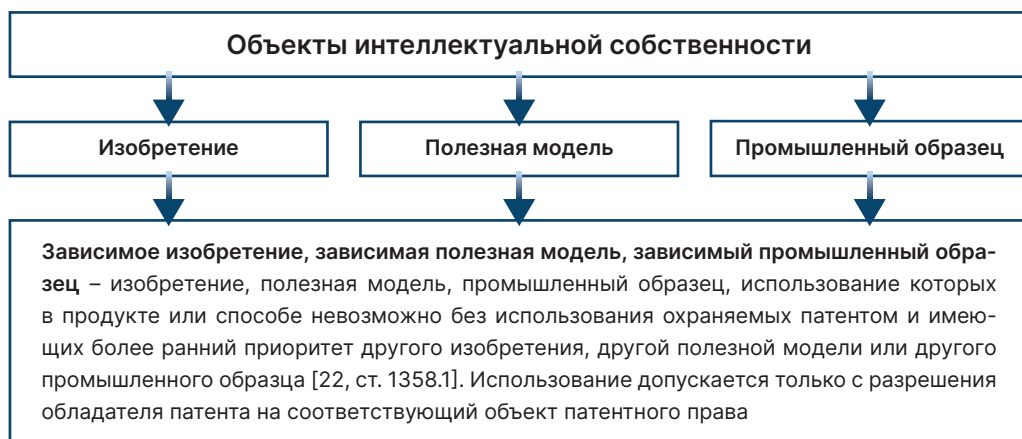 Объекты интеллектуальной собственности
Изобретение
Полезная модель
Промышленный образец
Зависимое изобретение, зависимая полезная модель, зависимый промышленный обра-
зец – изобретение, полезная модель, промышленный образец, использование которых
в продукте или способе невозможно без использования охраняемых патентом и имею-
щих более ранний приоритет другого изобретения, другой полезной модели или другого
промышленного образца [22, ст. 1358.1]. Использование допускается только с разрешения
обладателя патента на соответствующий объект патентного права